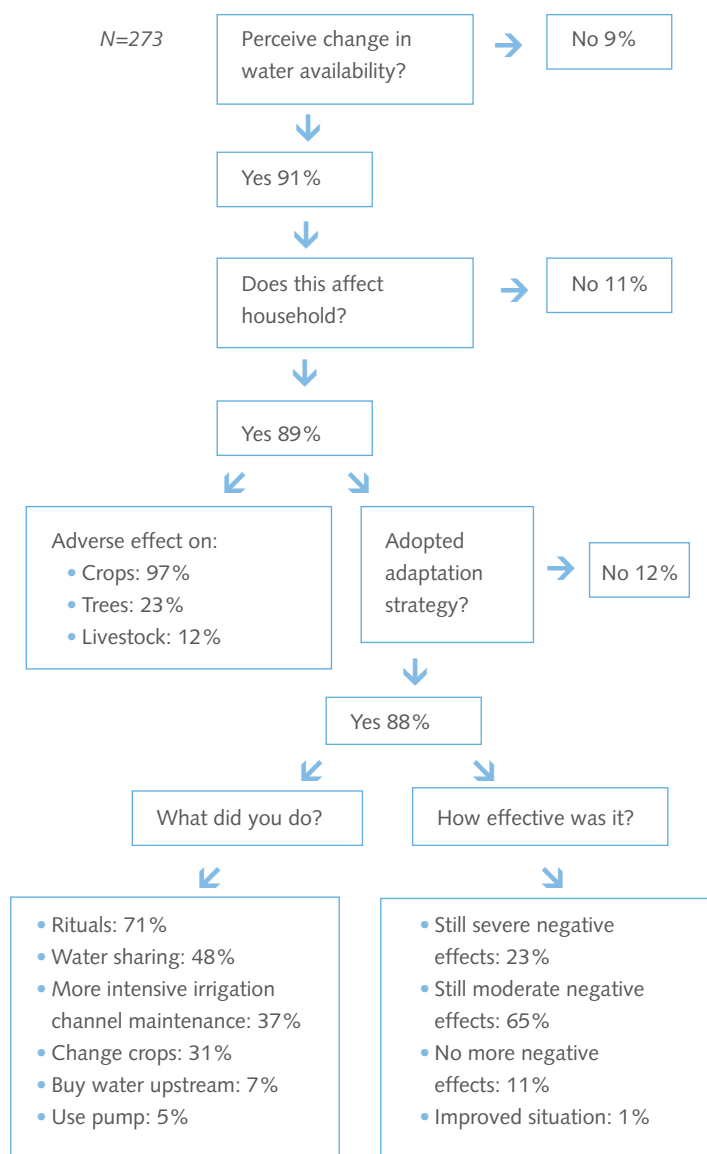 N=273
Perceive change in
water availability?
No 9%
Yes 91%
Does this affect
household?
No 11%
Yes 89%
Adverse effect on:
• Crops: 97%
• Trees: 23%
• Livestock: 12%
Adopted
adaptation
strategy?
No 12%
Yes 88%
What did you do?
How effective was it?
• Rituals: 71%
• Water sharing: 48%
• More intensive irrigation
channel maintenance: 37%
• Change crops: 31%
• Buy water upstream: 7%
• Use pump: 5%
• Still severe negative
effects: 23%
• Still moderate negative
effects: 65%
• No more negative
effects: 11%
• Improved situation: 1%